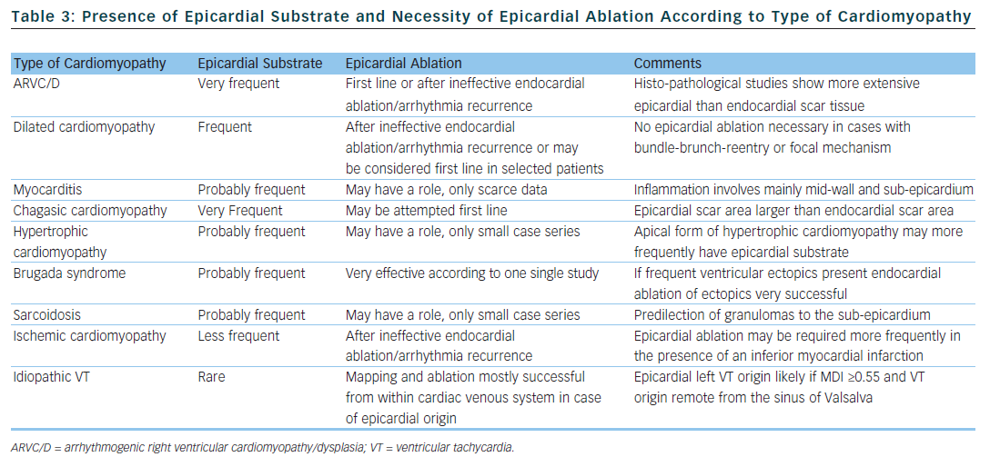 Table 3: Presence of Epicardial Substrate and Necessity of Epicardial Ablation According to Type of Cardiomyopathy
Type of Cardiomyopathy Epicardial Substrate Epicardial Ablation Comments
ARVC/D Very frequent First line or after ineffective endocardial Histo-pathological studies show more extensive
ablation/arrhythmia recurrence epicardial than endocardial scar tissue
Dilated cardiomyopathy Frequent After ineffective endocardial No epicardial ablation necessary in cases with
ablation/arrhythmia recurrence or may bundle-brunch-reentry or focal mechanism
be considered first line in selected patients
Myocarditis Probably frequent May have a role, only scarce data Inflammation involves mainly mid-wall and sub-epicardium
Chagasic cardiomyopathy Very Frequent May be attempted first line Epicardial scar area larger than endocardial scar area
Hypertrophic Probably frequent May have a role, only small case series Apical form of hypertrophic cardiomyopathy may more
cardiomyopathy frequently have epicardial substrate
Brugada syndrome Probably frequent Very effective according to one single study If frequent ventricular ectopics present endocardial
ablation of ectopics very successful
Sarcoidosis Probably frequent May have a role, only small case series Predilection of granulomas to the sub-epicardium
Ischemic cardiomyopathy Less frequent After ineffective endocardial Epicardial ablation may be required more frequently in
ablation/arrhythmia recurrence the presence of an inferior myocardial infarction
Idiopathic VT Rare Mapping and ablation mostly successful Epicardial left VT origin likely if MDI ≥0.55 and VT
from within cardiac venous system in case origin remote from the sinus of Valsalva
of epicardial origin
ARVC/D = arrhythmogenic right ventricular cardiomyopathy/dysplasia; VT = ventricular tachycardia.